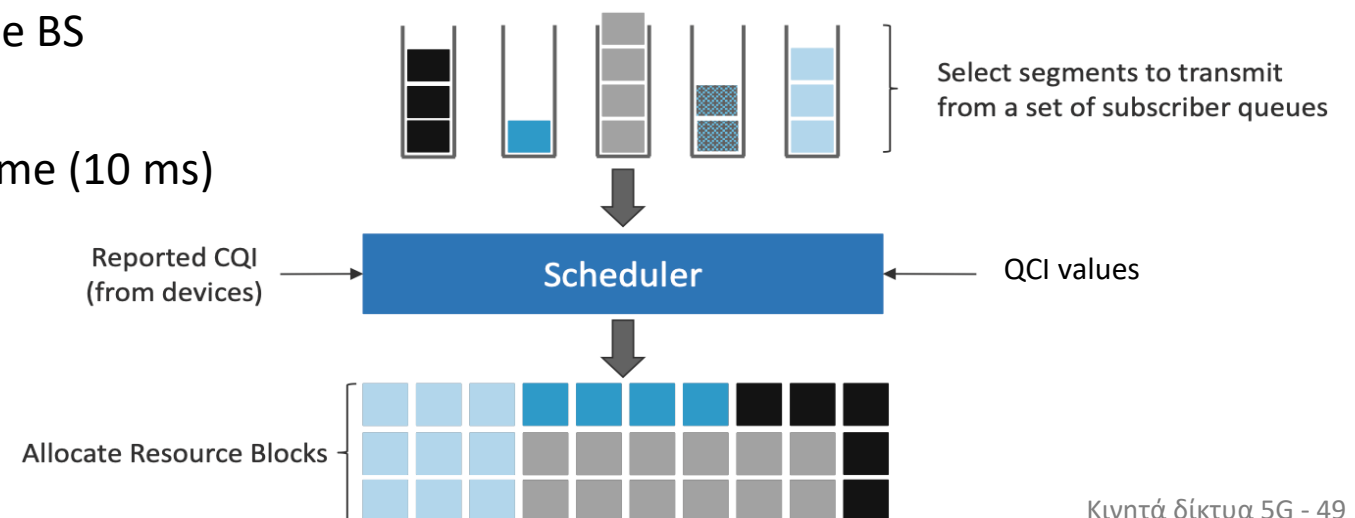 e BS
me (10 ms)
Select segments to transmit
from a set of subscriber queues
Reported CQI
(from devices)
Scheduler
QCI values
Allocate Resource Blocks
Κινητά δίκτυα 5G - 49